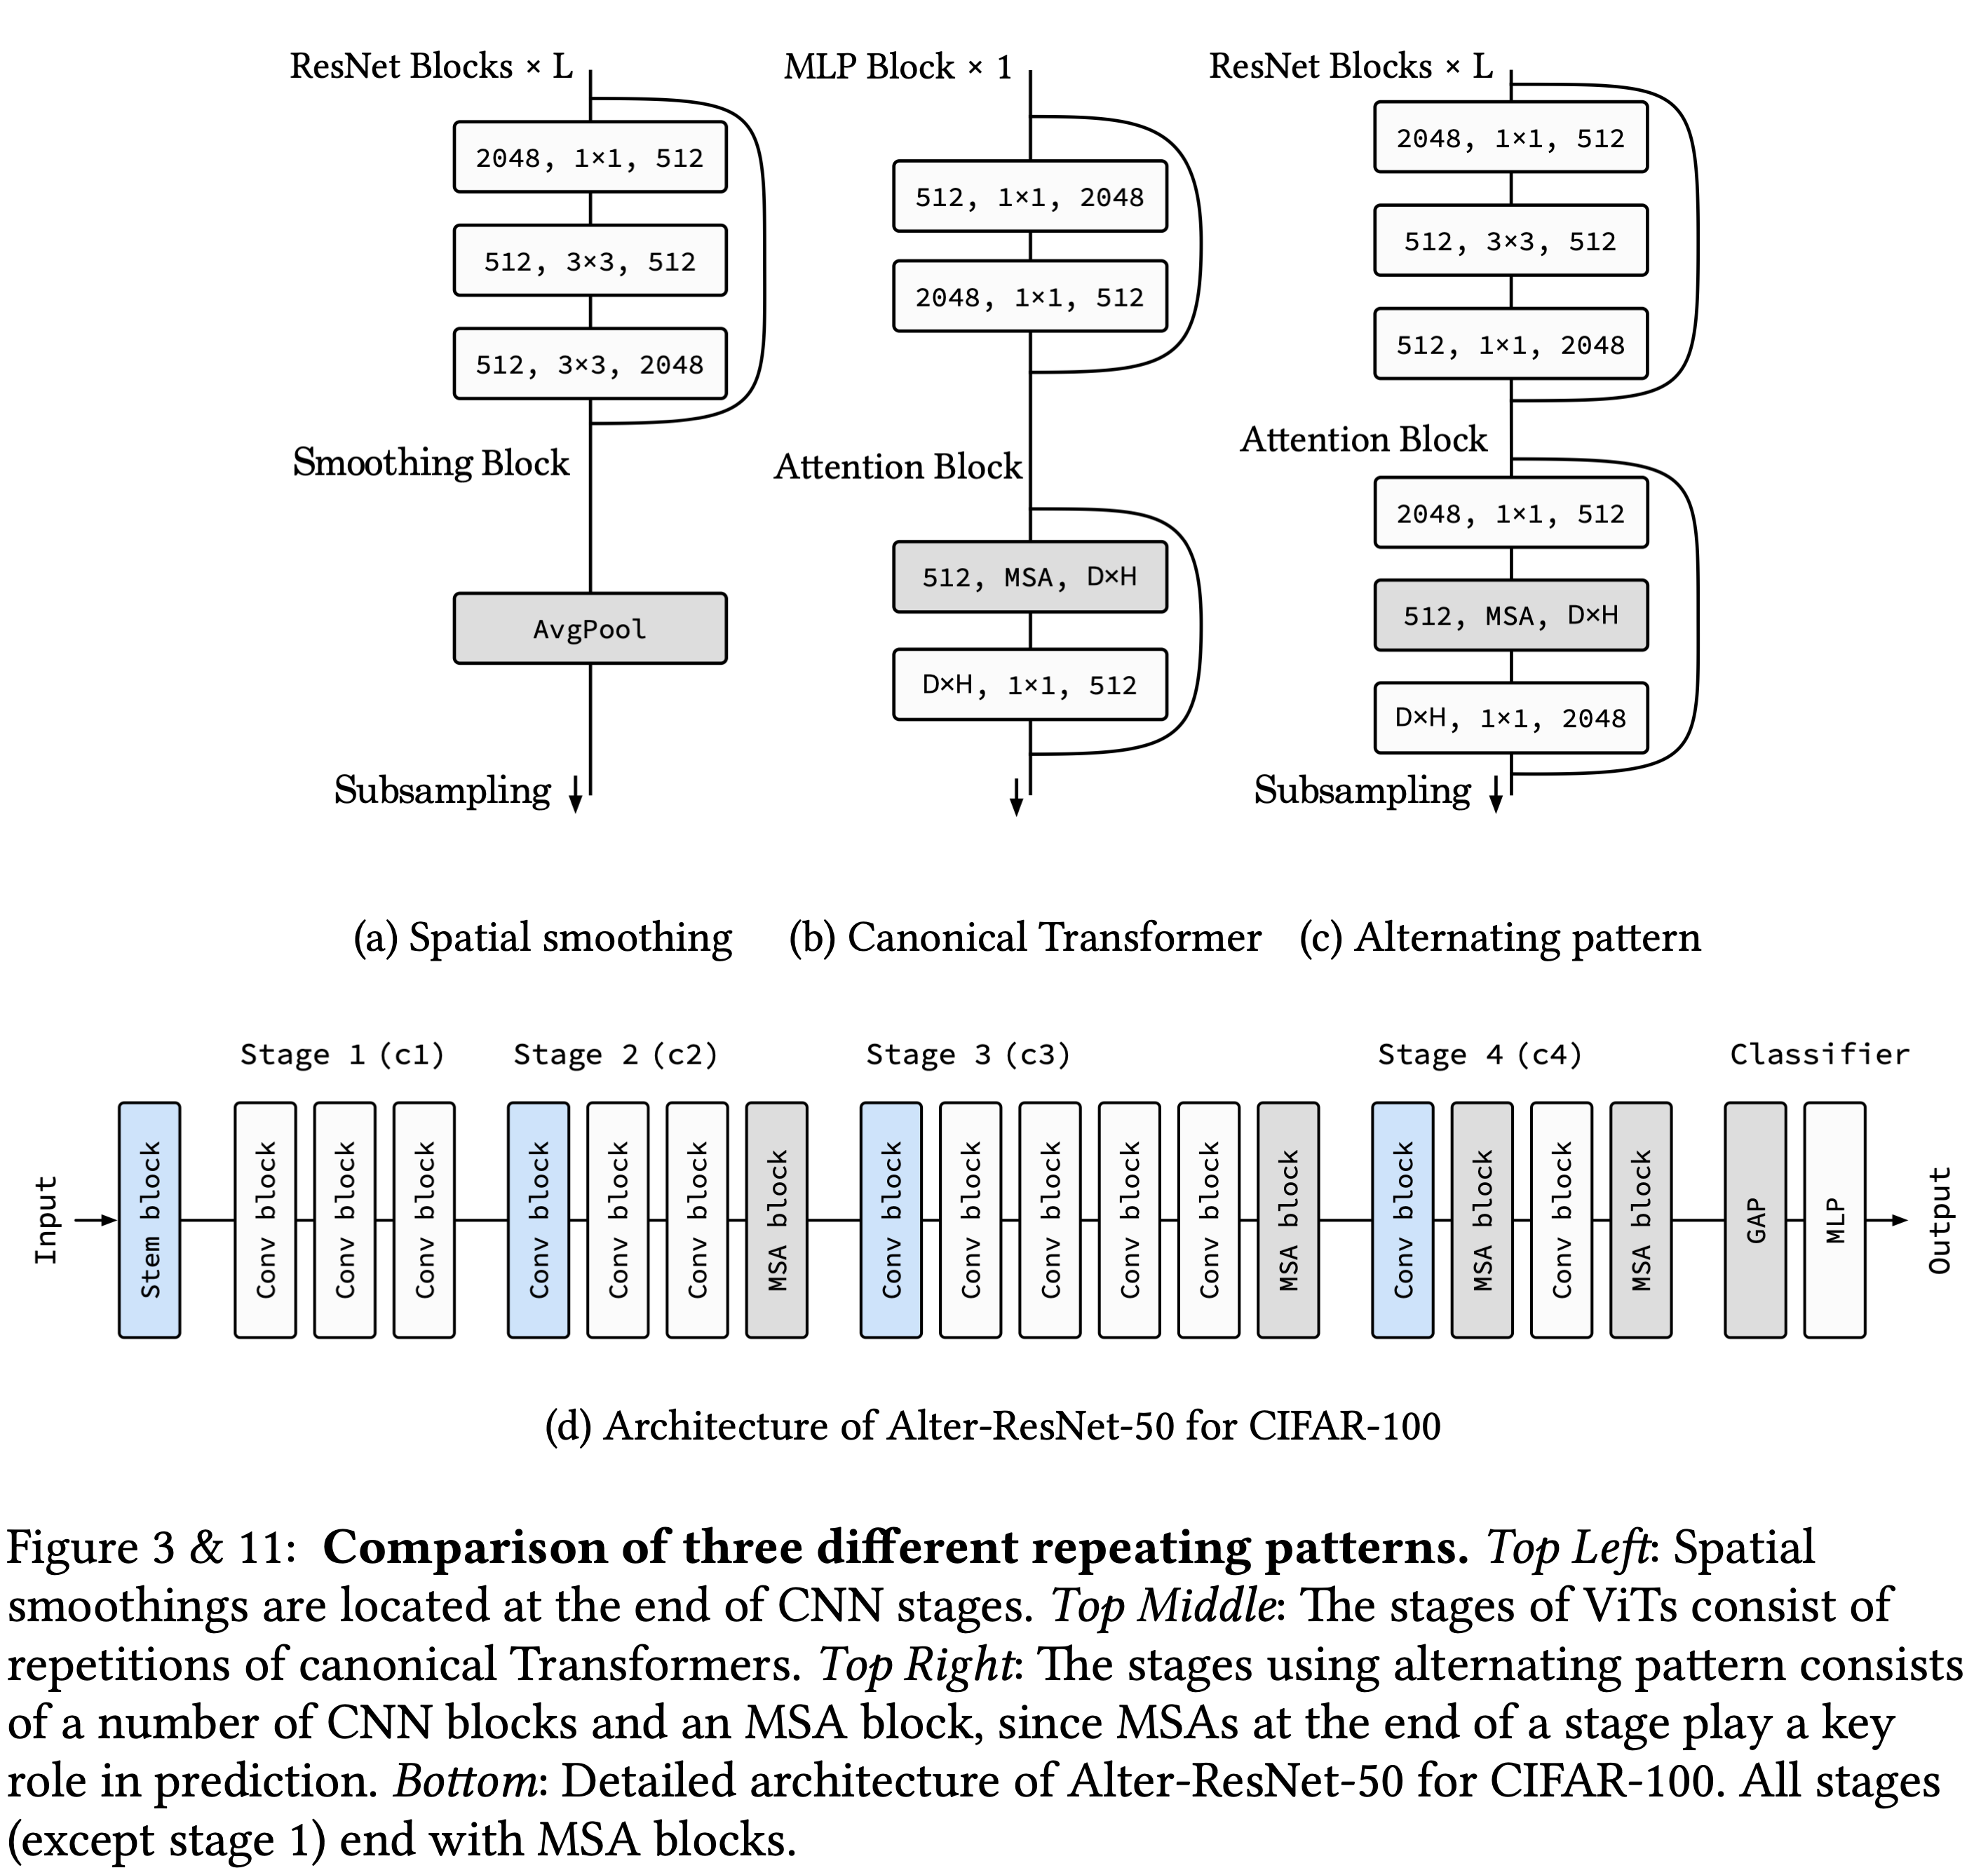 ResNet Blocks × L
2048, 1×1, 512
512, 3×3, 512
512, 3×3, 2048
Smoothing Block
AvgPool
Subsampling
MLP Block × 1
512, 1×1, 2048
2048, 1×1, 512
Attention Block
512, MSA, D×H
D×H, 1×1, 512
ResNet Blocks × L
2048, 1×1, 512
512, 3×3, 512
512, 1×1, 2048
Attention Block
2048, 1×1, 512
512, MSA, D×H
D×H, 1×1, 2048
Subsampling
(a) Spatial smoothing
(b) Canonical Transformer
(c) Alternating pattern
Stage 1 (c1)
Stage 2 (c2)
Stage 3 (c3)
Stage 4 (c4)
Classifier
Input
Stem block
Conv block
Conv block
Conv block
Conv block
Conv block
Conv block
MSA block
Conv block
Conv block
Conv block
Conv block
Conv block
MSA block
Conv block
MSA block
Conv block
MSA block
GAP
MLP
Output
(d) Architecture of Alter-ResNet-50 for CIFAR-100
Figure 3 & 11: Comparison of three different repeating patterns. Top Left: Spatial
smoothings are located at the end of CNN stages. Top Middle: The stages of ViTs consist of
repetitions of canonical Transformers. Top Right: The stages using alternating pattern consists
of a number of CNN blocks and an MSA block, since MSAs at the end of a stage play a key
role in prediction. Bottom: Detailed architecture of Alter-ResNet-50 for CIFAR-100. All stages
(except stage 1) end with MSA blocks.